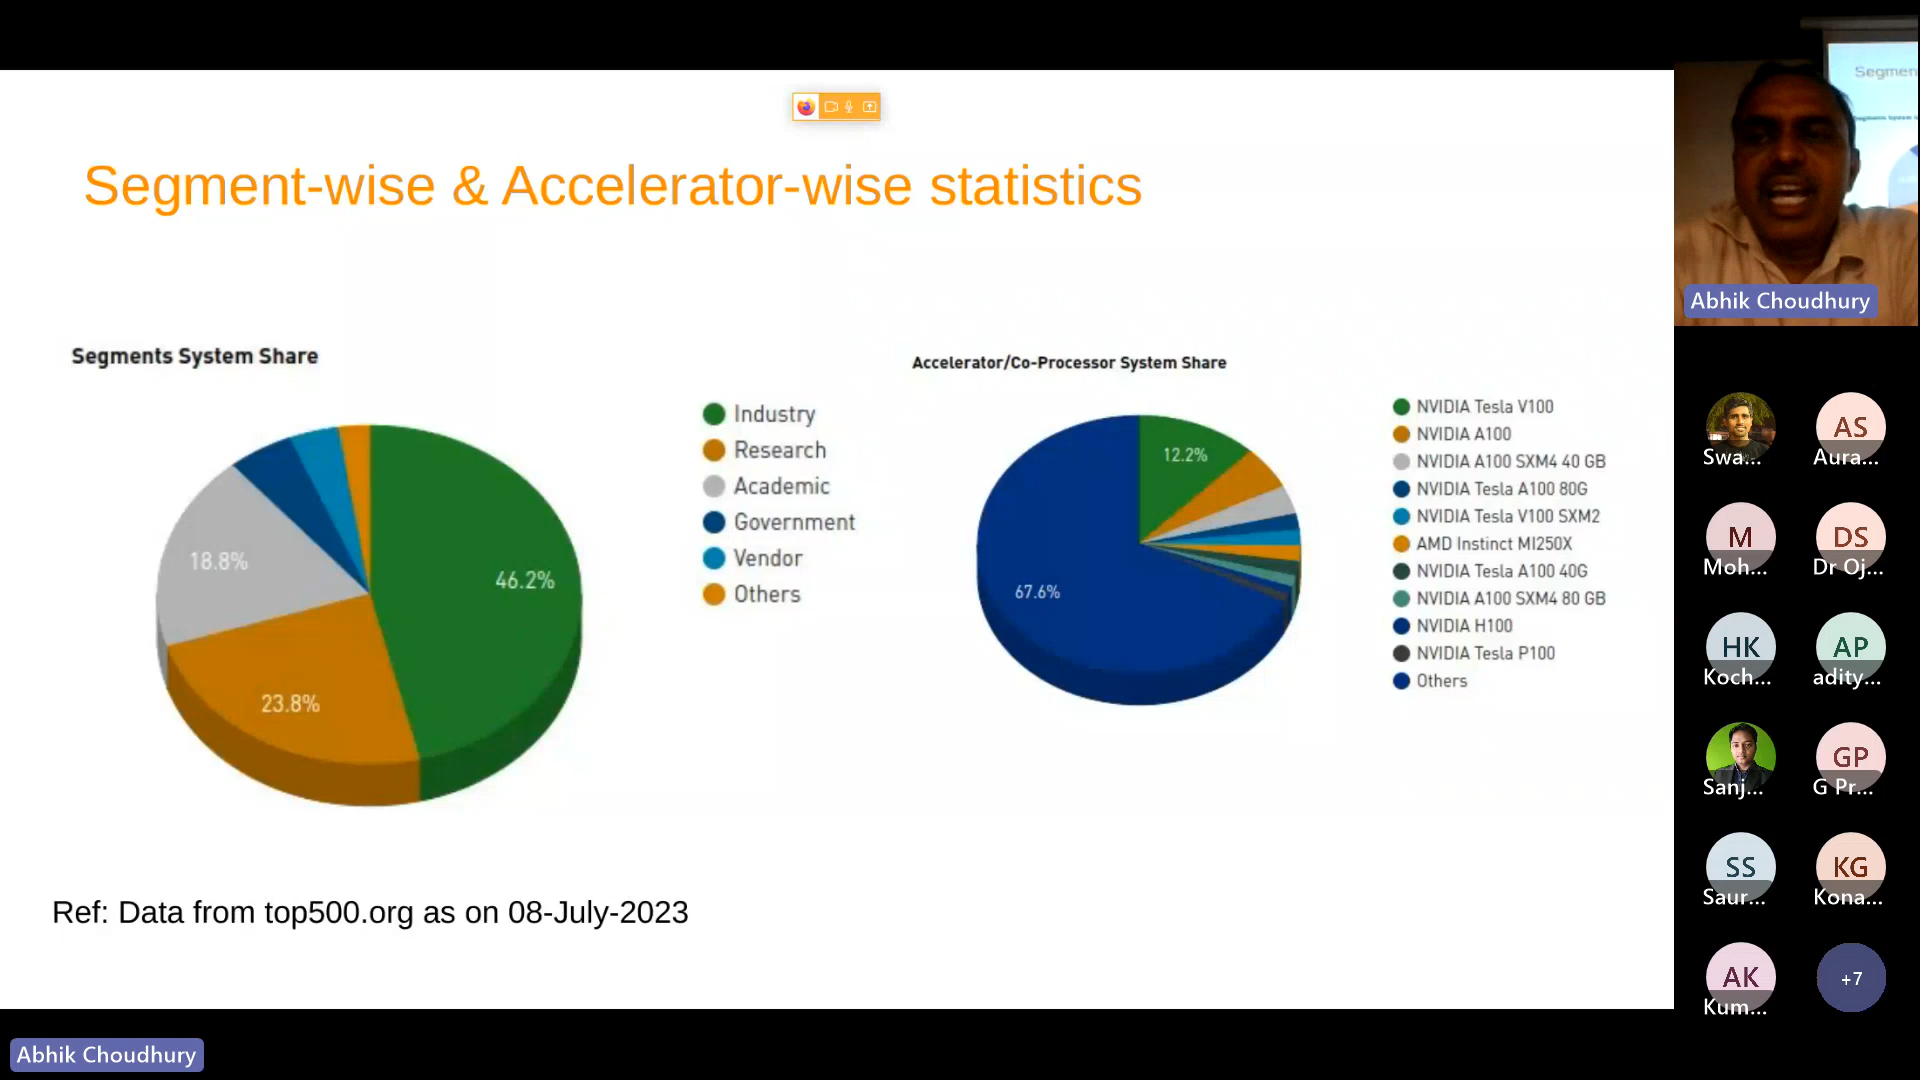 Segment-wise & Accelerator-wise statistics
Segments System Share
46.2%
23.8%
18.8%
Industry
Research
Academic
Government
Vendor
Others
Accelerator/Co-Processor System Share
12.2%
67.6%
NVIDIA Tesla V100
NVIDIA A100
NVIDIA A100 SXM4 40 GB
NVIDIA Tesla A100 80G
NVIDIA Tesla V100 SXM2
AMD Instinct MI250X
NVIDIA Tesla A100 40G
NVIDIA A100 SXM4 80 GB
NVIDIA H100
NVIDIA Tesla P100
Others
Ref: Data from top500.org as on 08-July-2023
Abhik Choudhury
Segmen
Abhik Choudhury
Swa...
AS
Aura...
M
Moh...
DS
Dr Oj...
HK
Koch...
AP
adity...
Sanj...
GP
G Pr...
SS
Saur...
KG
Kona...
AK
Kum...
+7